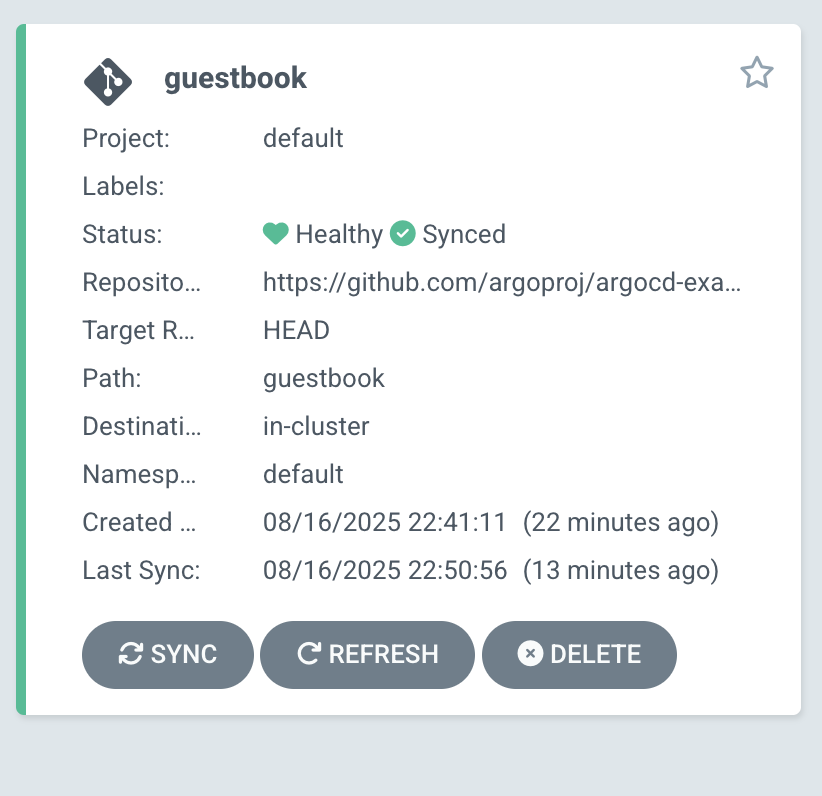 guestbook
Project: default
Labels:
Status: Healthy Synced
Reposito... https://github.com/argoproj/argocd-exa...
Target R... HEAD
Path: guestbook
Destinati... in-cluster
Namesp... default
Created ... 08/16/2025 22:41:11 (22 minutes ago)
Last Sync: 08/16/2025 22:50:56 (13 minutes ago)
SYNC REFRESH DELETE